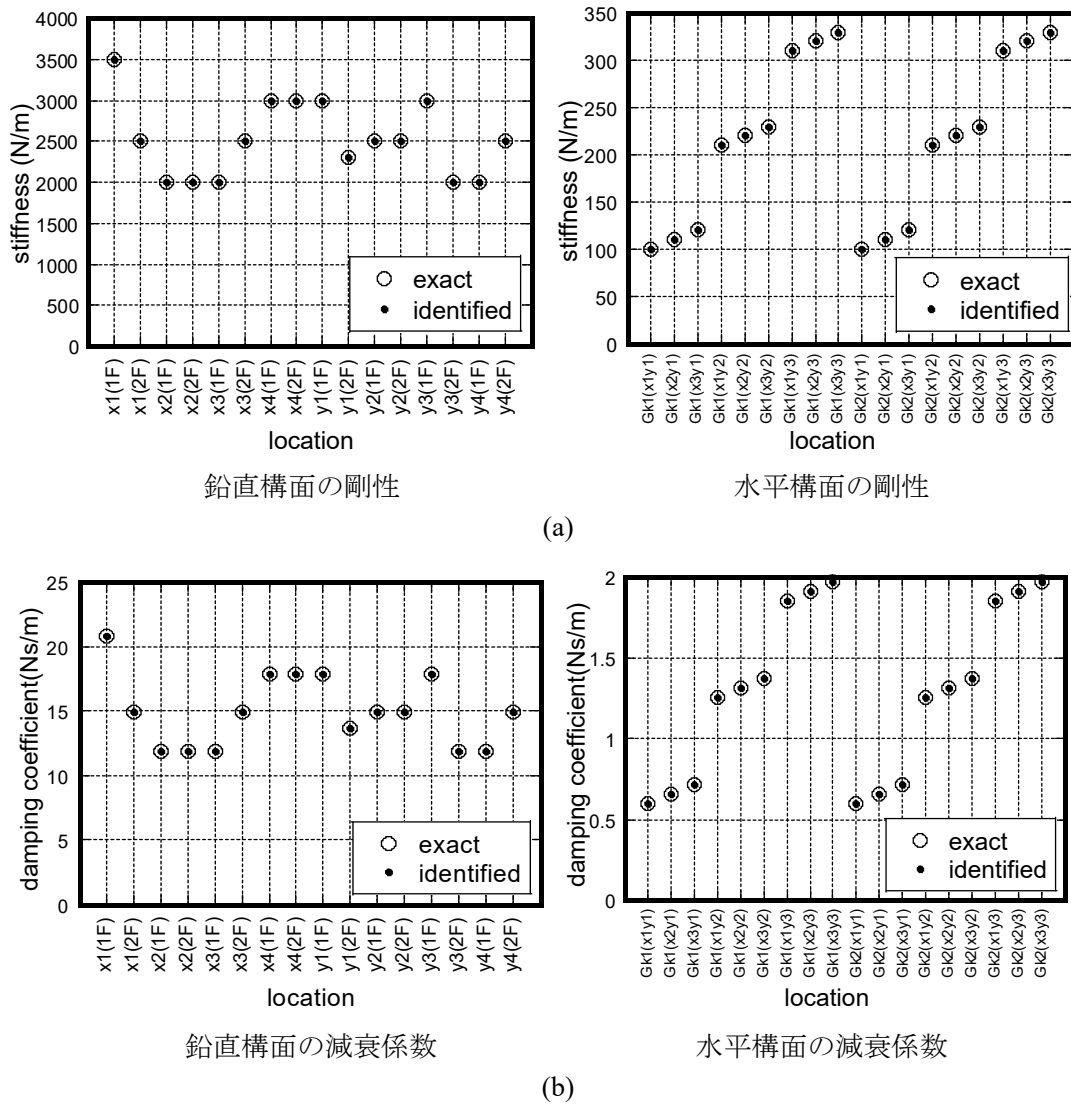 4000
3500
3000
2500
2000
1500
1000
500
0
stiffness (N/m)
exact
identified
x1(1F)
x1(2F)
x2(1F)
x2(2F)
x3(1F)
x3(2F)
x4(1F)
x4(2F)
y1(1F)
y1(2F)
y2(1F)
y2(2F)
y3(1F)
y3(2F)
y4(1F)
y4(2F)
location
鉛直構面の剛性
350
300
250
200
150
100
50
0
stiffness (N/m)
exact
identified
Gk1(x1y1)
Gk1(x2y1)
Gk1(x3y1)
Gk1(x1y2)
Gk1(x2y2)
Gk1(x3y2)
Gk1(x1y3)
Gk1(x2y3)
Gk1(x3y3)
Gk2(x1y1)
Gk2(x2y1)
Gk2(x3y1)
Gk2(x1y2)
Gk2(x2y2)
Gk2(x3y2)
Gk2(x1y3)
Gk2(x2y3)
Gk2(x3y3)
location
水平構面の剛性
(a)
25
20
15
10
5
0
damping coefficient(Ns/m)
exact
identified
x1(1F)
x1(2F)
x2(1F)
x2(2F)
x3(1F)
x3(2F)
x4(1F)
x4(2F)
y1(1F)
y1(2F)
y2(1F)
y2(2F)
y3(1F)
y3(2F)
y4(1F)
y4(2F)
location
鉛直構面の減衰係数
2
1.5
1
0.5
0
damping coefficient(Ns/m)
exact
identified
Gk1(x1y1)
Gk1(x2y1)
Gk1(x3y1)
Gk1(x1y2)
Gk1(x2y2)
Gk1(x3y2)
Gk1(x1y3)
Gk1(x2y3)
Gk1(x3y3)
Gk2(x1y1)
Gk2(x2y1)
Gk2(x3y1)
Gk2(x1y2)
Gk2(x2y2)
Gk2(x3y2)
Gk2(x1y3)
Gk2(x2y3)
Gk2(x3y3)
location
水平構面の減衰係数
(b)